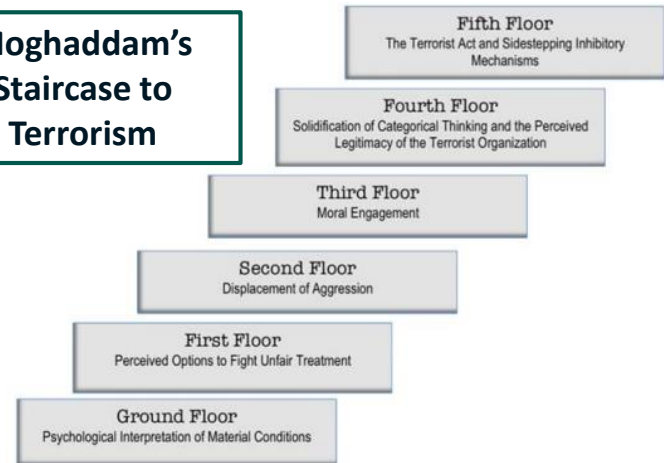 Moghaddam's
Staircase to
Terrorism
Fifth Floor
The Terrorist Act and Sidestepping Inhibitory
Mechanisms
Fourth Floor
Solidification of Categorical Thinking and the Perceived
Legitimacy of the Terrorist Organization
Third Floor
Moral Engagement
Second Floor
Displacement of Aggression
First Floor
Perceived Options to Fight Unfair Treatment
Ground Floor
Psychological Interpretation of Material Conditions